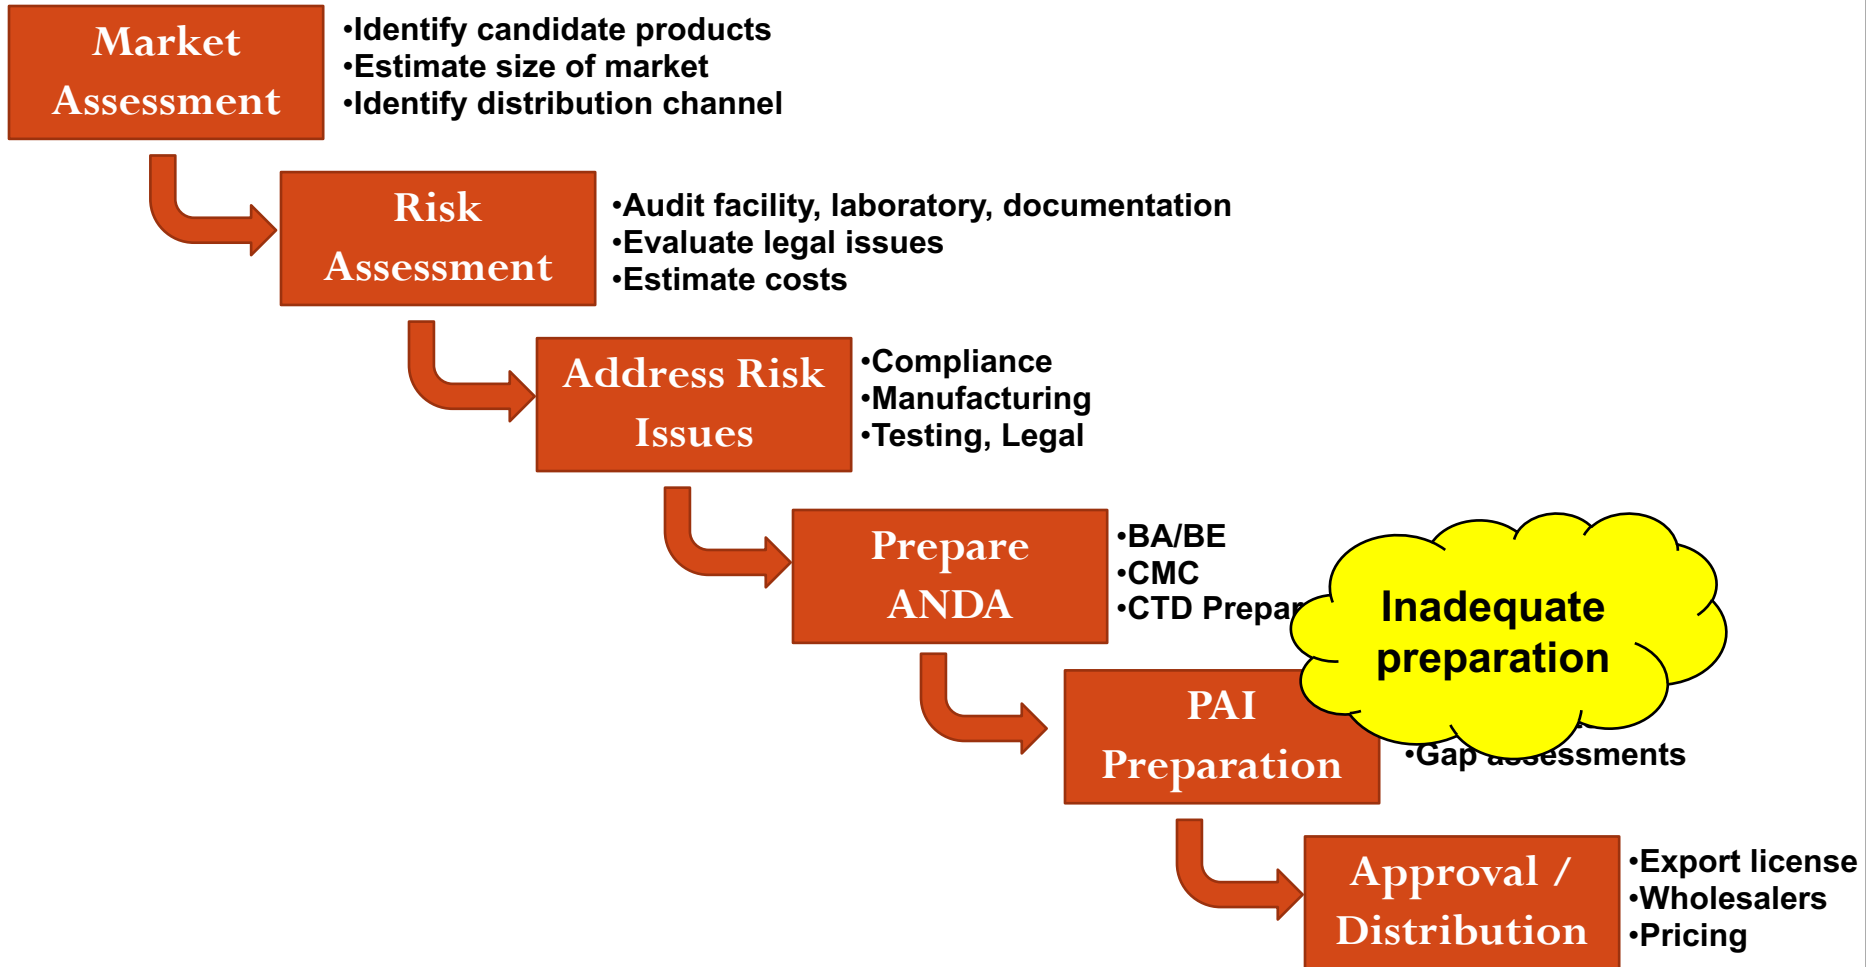 Market
Assessment
•Identify candidate products
•Estimate size of market
•Identify distribution channel
Risk
Assessment
•Audit facility, laboratory, documentation
•Evaluate legal issues
•Estimate costs
Address Risk
Issues
•Compliance
•Manufacturing
•Testing, Legal
Prepare
ANDA
•BA/BE
•CMC
•CTD
Inadequate
preparation
PAI
Preparation
•Gap assessments
Approval /
Distribution
•Export license
•Wholesalers
•Pricing